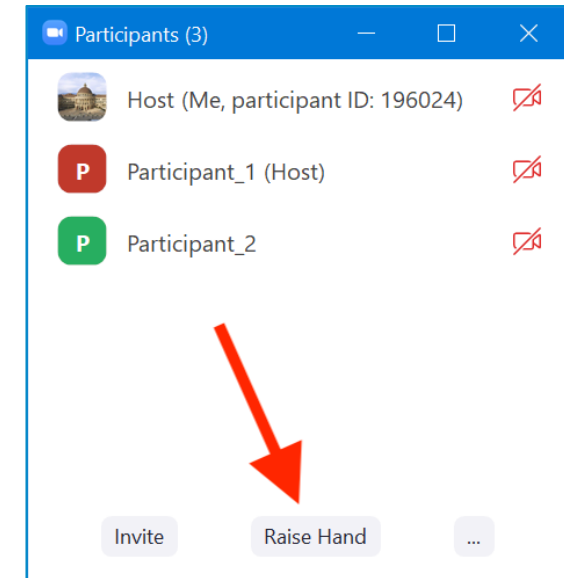 Participants (3)
Host (Me, participant ID: 196024)
P Participant_1 (Host)
P Participant_2
Invite Raise Hand ...